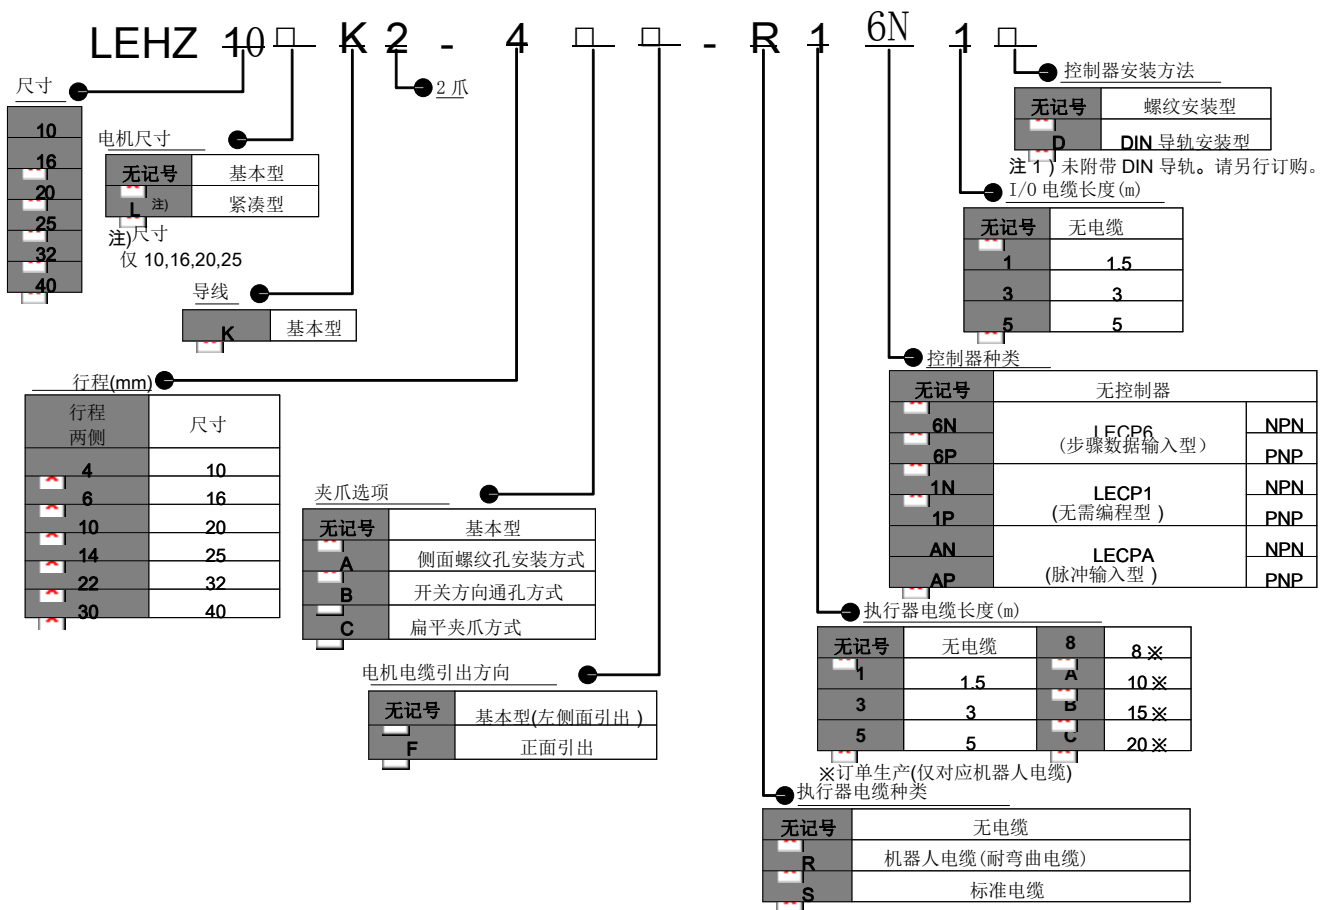 LEHZ 10□ K 2 - 4 □ □ - R 1 6N 1 □
尺寸
10
16
20
25
32
40
2 爪
电机尺寸
无记号 基本型
L 注) 紧凑型
注)尺寸
仅 10,16,20,25
导线
K 基本型
行程(mm)
行程
两侧 尺寸
4 10
6 16
10 20
14 25
22 32
30 40
夹爪选项
无记号 基本型
A 侧面螺纹孔安装方式
B 开关方向通孔方式
C 扁平夹爪方式
电机电缆引出方向
无记号 基本型(左侧面引出 )
F 正面引出
控制器安装方法
无记号 螺纹安装型
D DIN 导轨安装型
注 1 ) 未附带 DIN 导轨。请另行订购。
I/O 电缆长度(m)
无记号 无电缆
1 1.5
3 3
5 5
控制器种类
无记号 无控制器
6N LECP6 NPN
6P (步骤数据输入型) PNP
1N LECP1 NPN
1P (无需编程型 ) PNP
AN LECPA NPN
AP (脉冲输入型 ) PNP
执行器电缆长度(m)
无记号 无电缆 8 8※
1 1.5 A 10※
3 3 B 15※
5 5 C 20※
※订单生产(仅对应机器人电缆)
执行器电缆种类
无记号 无电缆
R 机器人电缆(耐弯曲电缆)
S 标准电缆